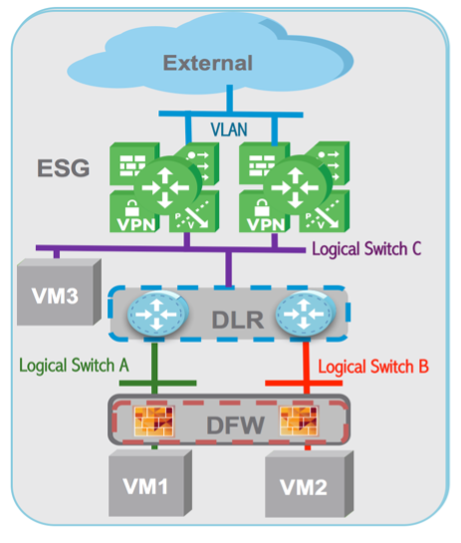 External
VLAN
ESG
VPN
P V
VPN
P V
Logical Switch C
VM3
DLR
Logical Switch A
Logical Switch B
DFW
VM1
VM2